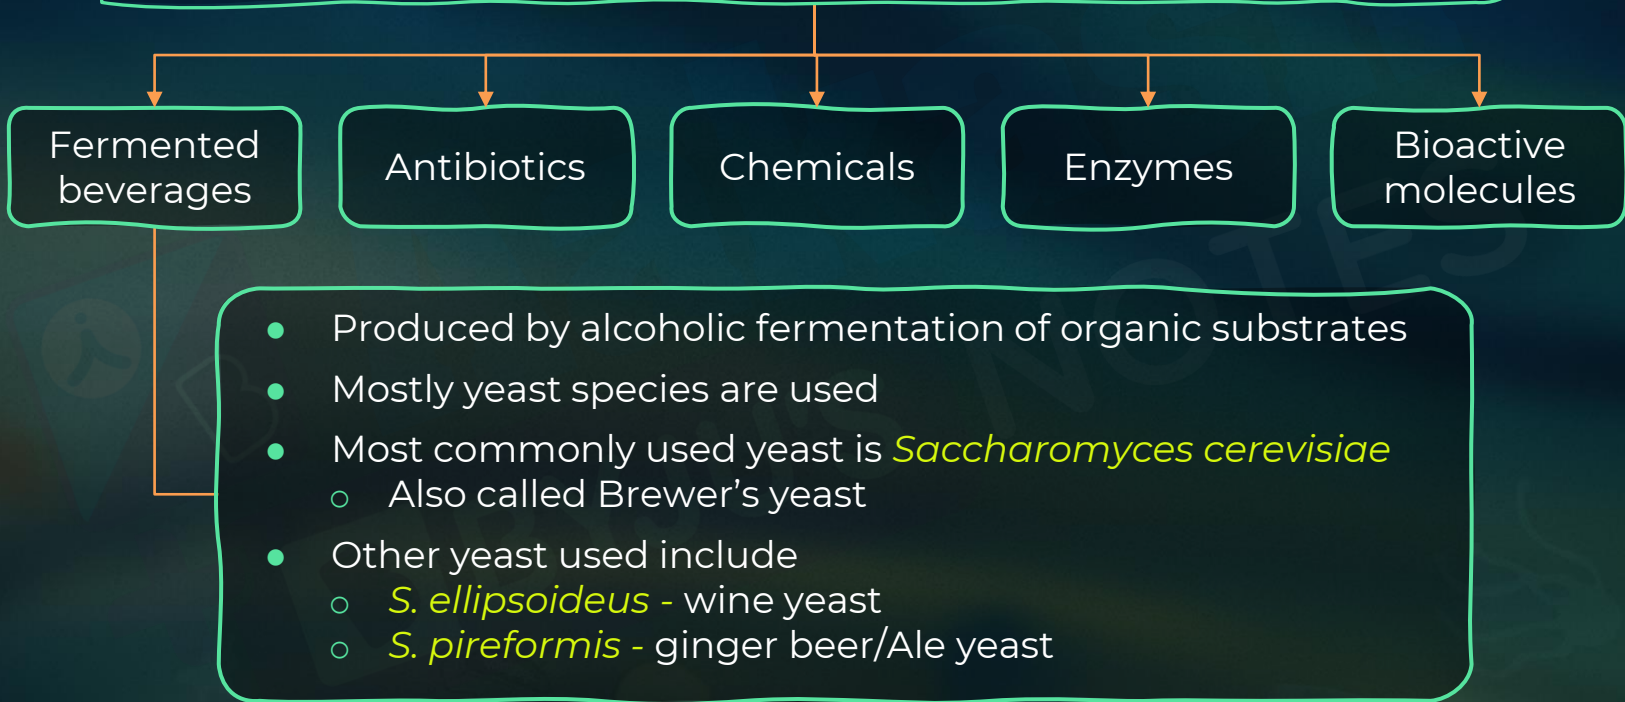 Fermented
beverages
Antibiotics
Chemicals
Enzymes
Bioactive
molecules
● Produced by alcoholic fermentation of organic substrates
● Mostly yeast species are used
● Most commonly used yeast is Saccharomyces cerevisiae
○ Also called Brewer’s yeast
● Other yeast used include
○ S. ellipsoideus - wine yeast
○ S. pireformis - ginger beer/Ale yeast
BYJU'S NOTES